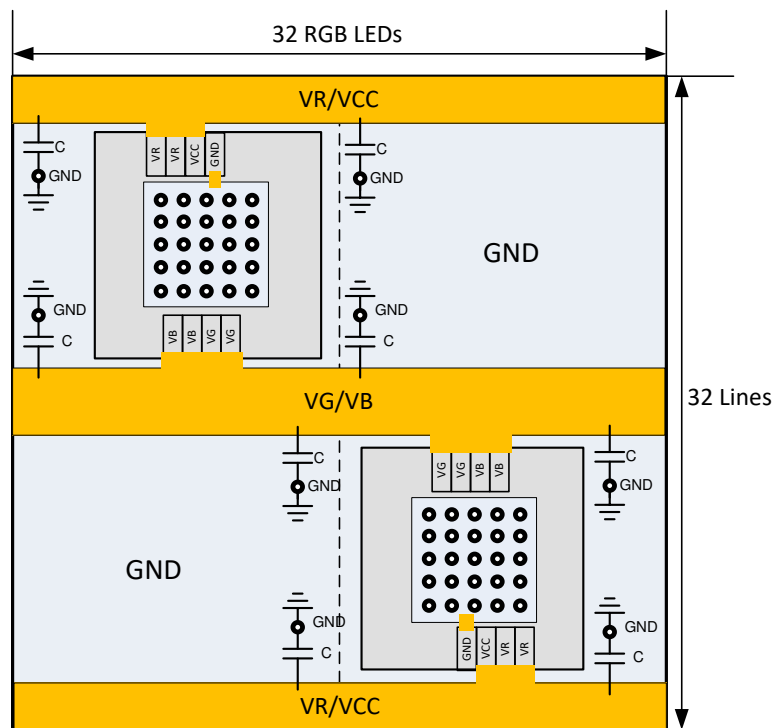 32 RGB LEDs
VR/VCC
C
GND
VR
VR
VCC
GND
C
GND
GND
GND
C
VB
VB
VG
VG
GND
C
VG/VB
32 Lines
C
GND
VG
VG
VB
VB
C
GND
GND
GND
C
GND
VCC
VR
VR
GND
C
VR/VCC